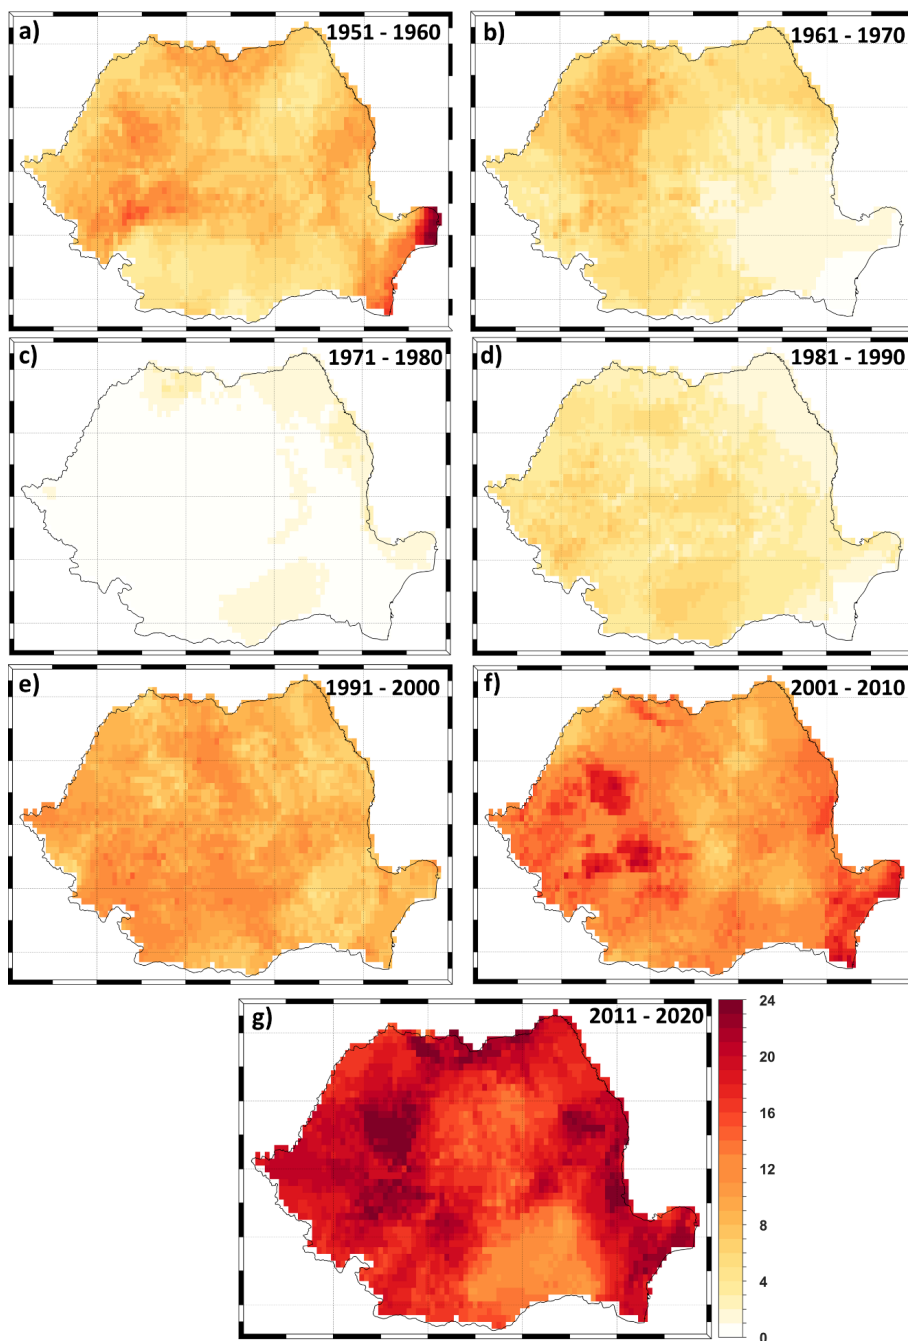 a) 1951 - 1960
b) 1961 - 1970
c) 1971 - 1980
d) 1981 - 1990
e) 1991 - 2000
f) 2001 - 2010
g) 2011 - 2020
24
20
16
12
8
4
0